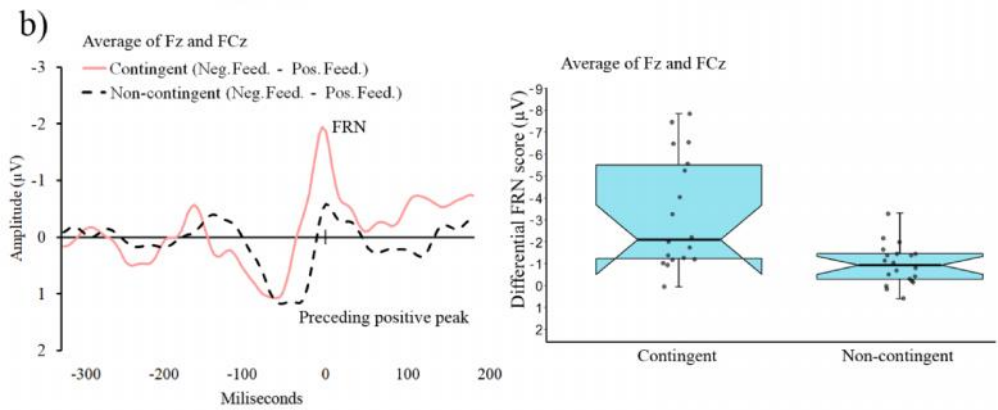 b)
Average of Fz and FCz
Contingent (Neg.Feed. - Pos.Feed.)
Non-contingent (Neg.Feed. - Pos.Feed.)
-3
-2
-1
0
1
2
Amplitude (µV)
FRN
Preceding positive peak
-300
-200
-100
0
100
200
Miliseconds
Average of Fz and FCz
-9
-8
-7
-6
-5
-4
-3
-2
-1
0
1
2
Differential FRN score (µV)
Contingent
Non-contingent